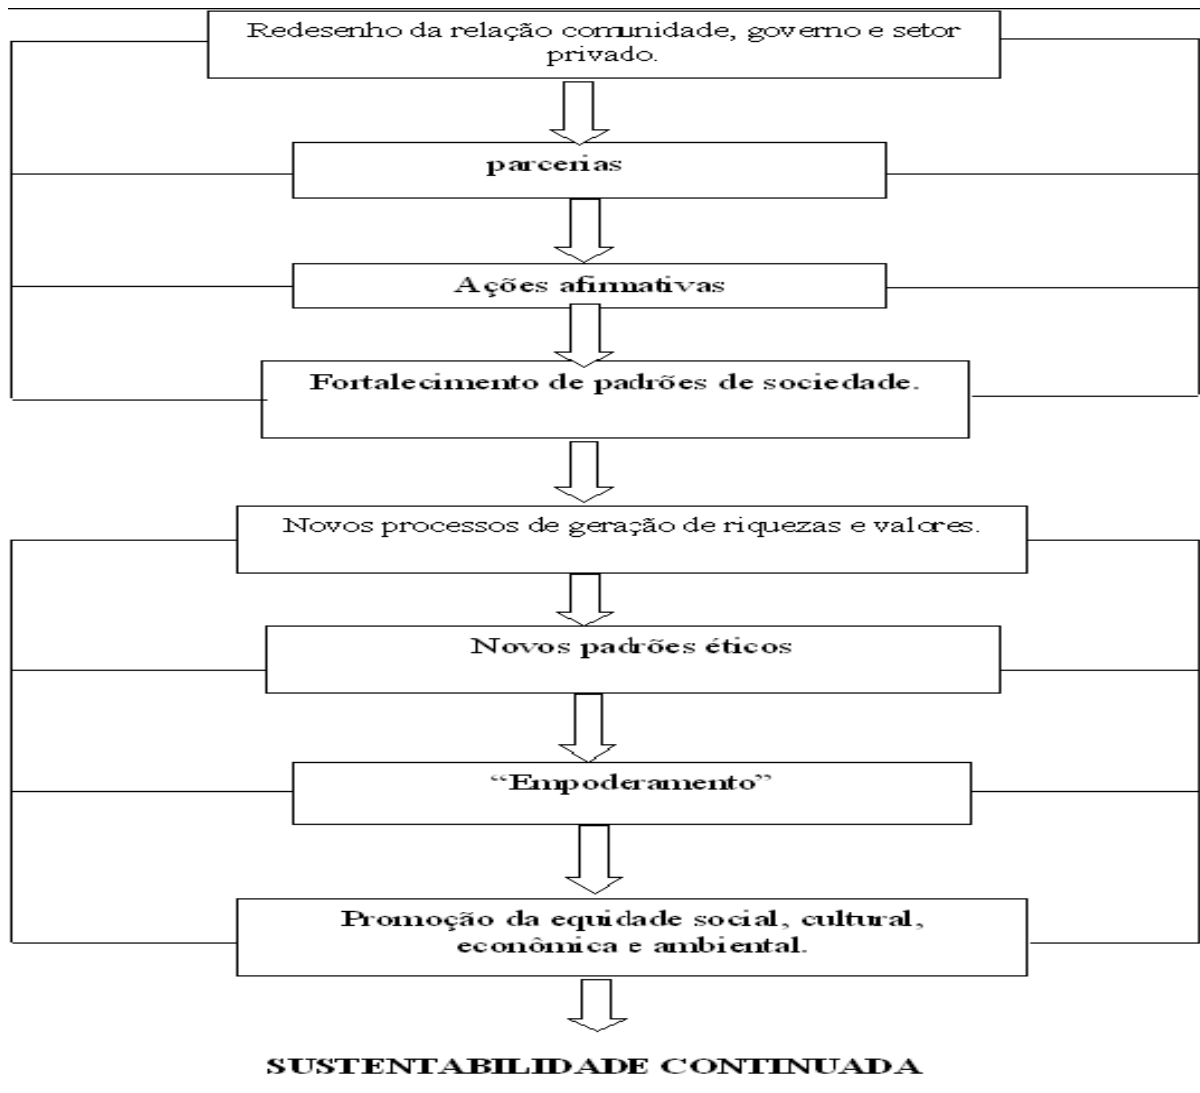 Redesenho da relação comunidade, governo e setor
privado.
parcerias
Ações afirmativas
Fortalecimento de padrões de sociedade.
Novos processos de geração de riquezas e valores.
Novos padrões éticos
“Empoderamento”
Promoção da equidade social, cultural,
econômica e ambiental.
SUSTENTABILIDADE CONTINUADA